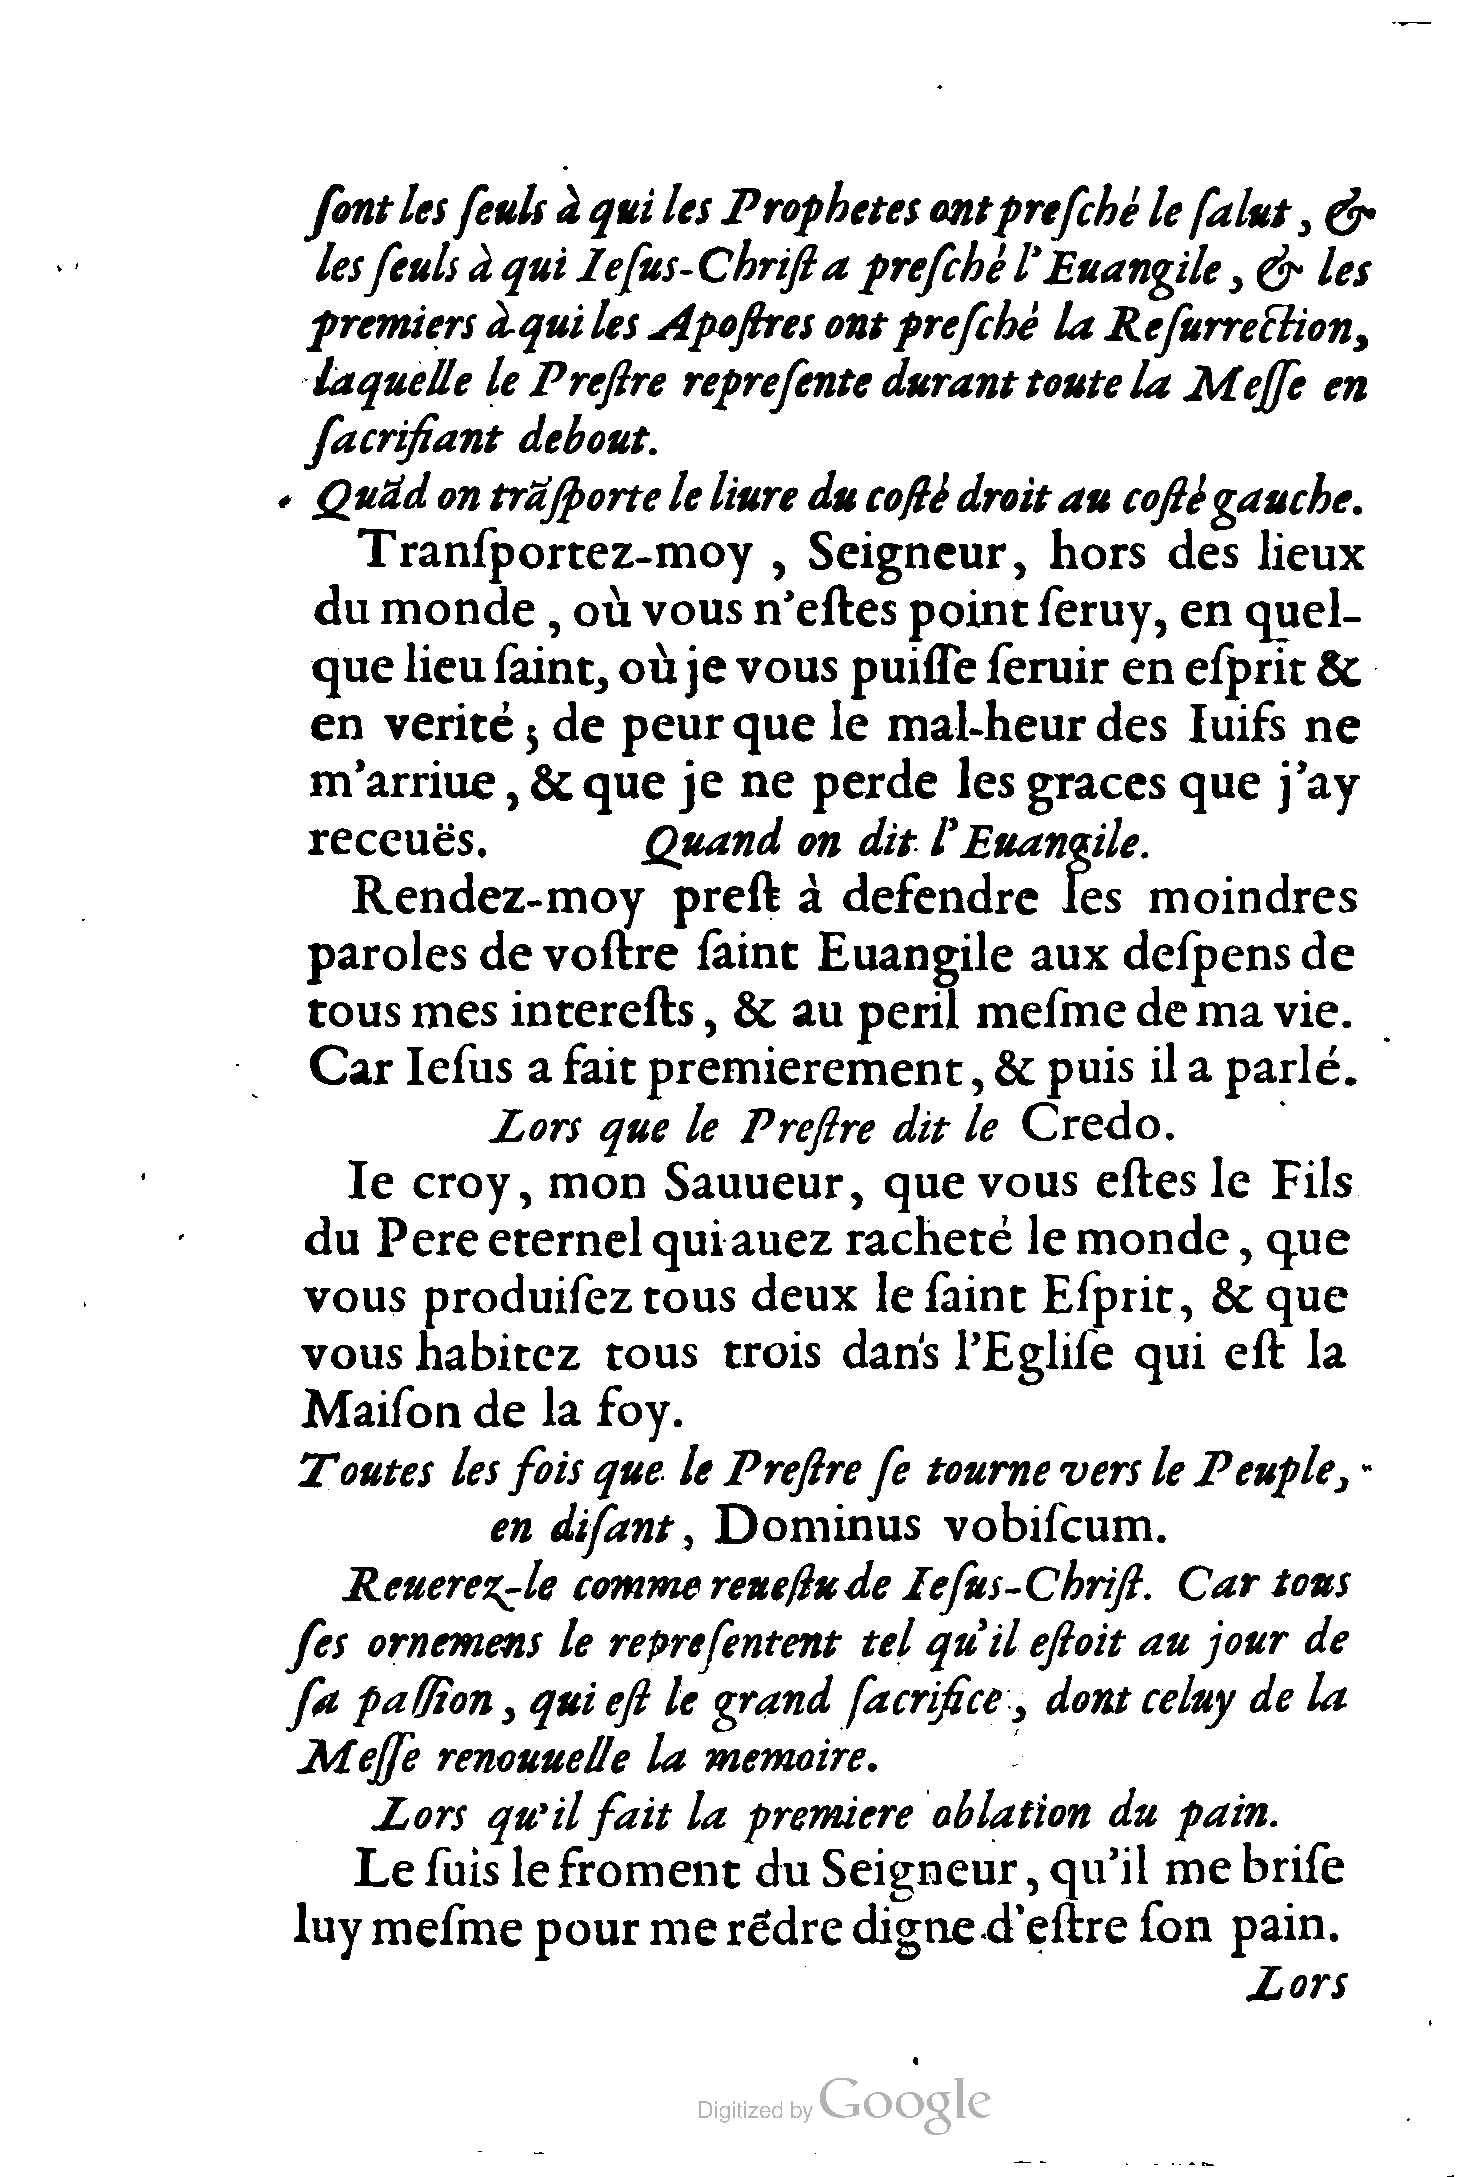 ſont les ſeuls à qui les Prophetes ont preſché le ſalut, &
les ſeuls à qui Ieſus-Chriſt a preſché l'Euangile, & les
premiers à qui les Apoſtres ont preſché la Reſurrection,
laquelle le Preſtre repreſente durant toute la Meſſe en
ſacrifiant debout.
Quãd on trãſporte le liure du coſté droit au coſté gauche.
Tranſportez-moy, Seigneur, hors des lieux
du monde, où vous n'eſtes point ſeruy, en quel-
que lieu ſaint, où je vous puiſſe ſeruir en eſprit &
en verité; de peur que le mal-heur des Iuifs ne
m'arriue, & que je ne perde les graces que j'ay
receuës. Quand on dit l'Euangile.
Rendez-moy preſt à defendre les moindres
paroles de voſtre ſaint Euangile aux deſpens de
tous mes intereſts, & au peril meſme de ma vie.
Car Ieſus a fait premierement, & puis il a parlé.
Lors que le Preſtre dit le Credo.
Ie croy, mon Sauueur, que vous eſtes le Fils
du Pere eternel qui auez racheté le monde, que
vous produiſez tous deux le ſaint Eſprit, & que
vous habitez tous trois dans l'Egliſe qui eſt la
Maiſon de la foy.
Toutes les fois que le Preſtre ſe tourne vers le Peuple,
en diſant, Dominus vobiſcum.
Reuerez-le comme reueſtu de Ieſus-Chriſt. Car tous
ſes ornemens le repreſentent tel qu'il eſtoit au jour de
ſa paſſion, qui eſt le grand ſacrifice, dont celuy de la
Meſſe renouuelle la memoire.
Lors qu'il fait la premiere oblation du pain.
Le ſuis le froment du Seigneur, qu'il me briſe
luy meſme pour me rẽdre digne d'eſtre ſon pain.
Lors
Digitized by Google